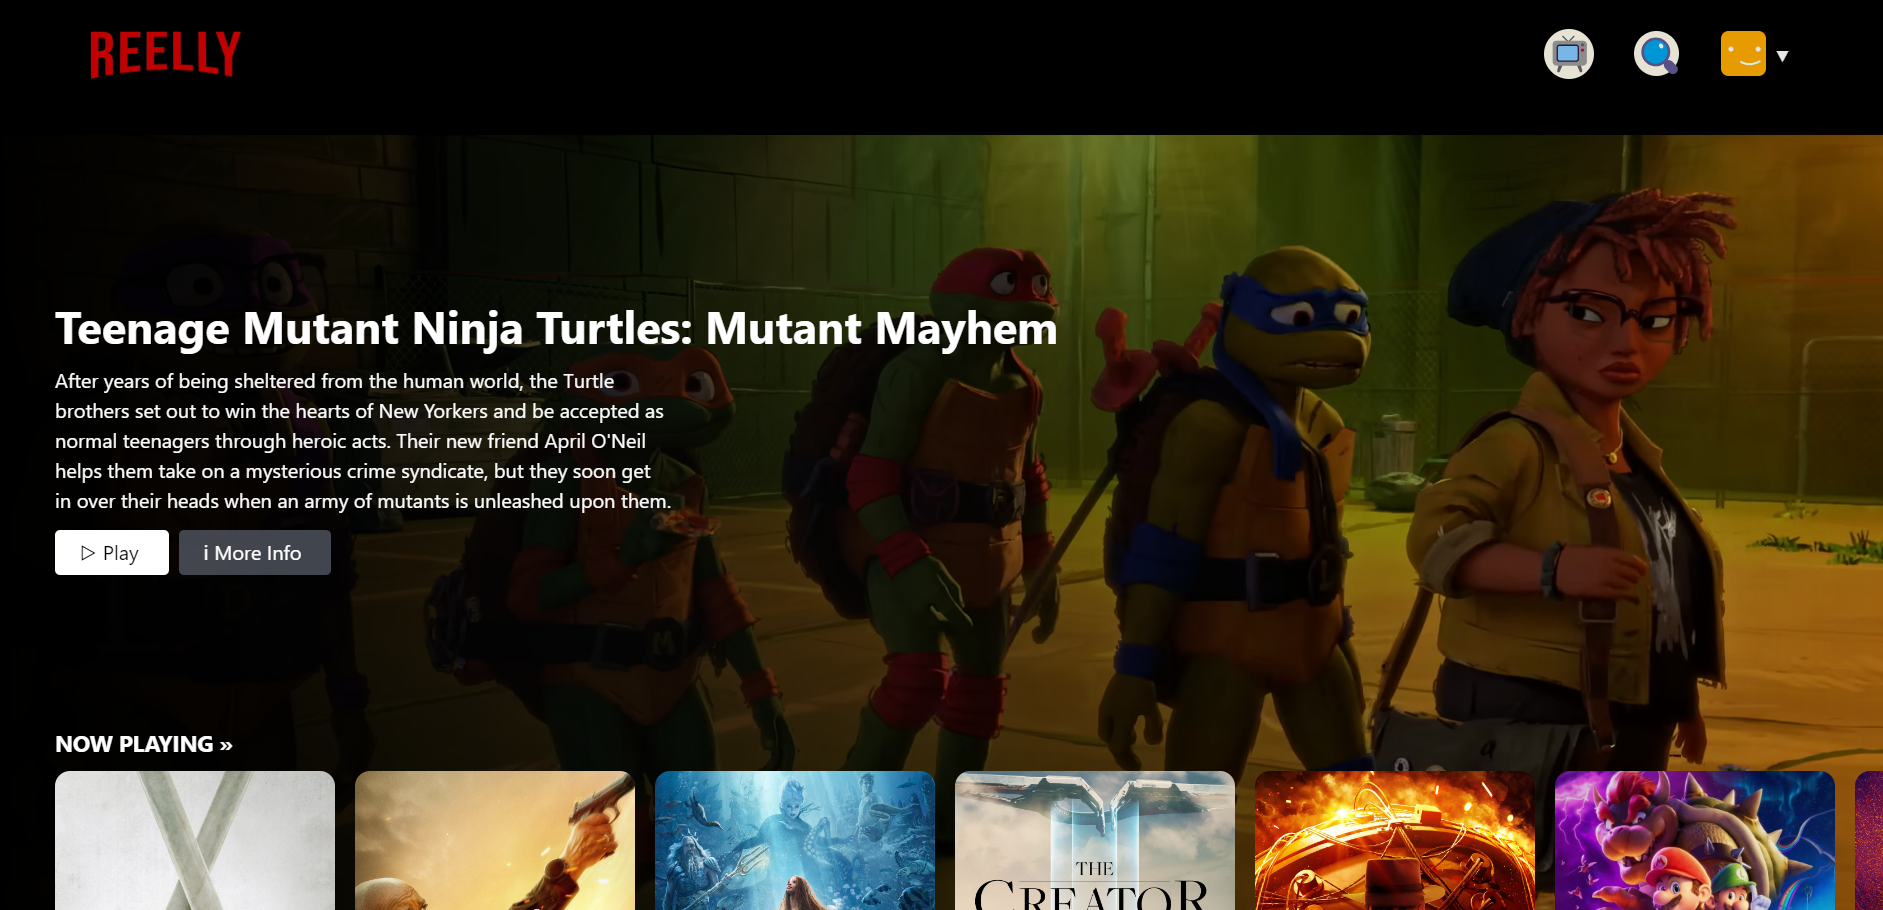 REELLY
▼
Teenage Mutant Ninja Turtles: Mutant Mayhem
After years of being sheltered from the human world, the Turtle
brothers set out to win the hearts of New Yorkers and be accepted as
normal teenagers through heroic acts. Their new friend April O'Neil
helps them take on a mysterious crime syndicate, but they soon get
in over their heads when an army of mutants is unleashed upon them.
▷ Play
i More Info
NOW PLAYING »
THE
CREATOR